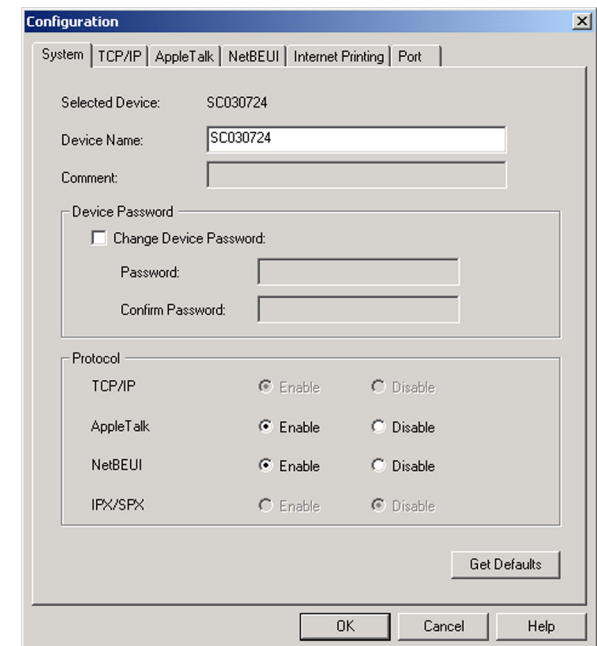 Configuration
System TCP/IP AppleTalk NetBEUI Internet Printing Port
Selected Device: SC030724
Device Name: SC030724
Comment:
Device Password
Change Device Password:
Password:
Confirm Password:
Protocol
TCP/IP Enable Disable
AppleTalk Enable Disable
NetBEUI Enable Disable
IPX/SPX Enable Disable
Get Defaults
OK Cancel Help